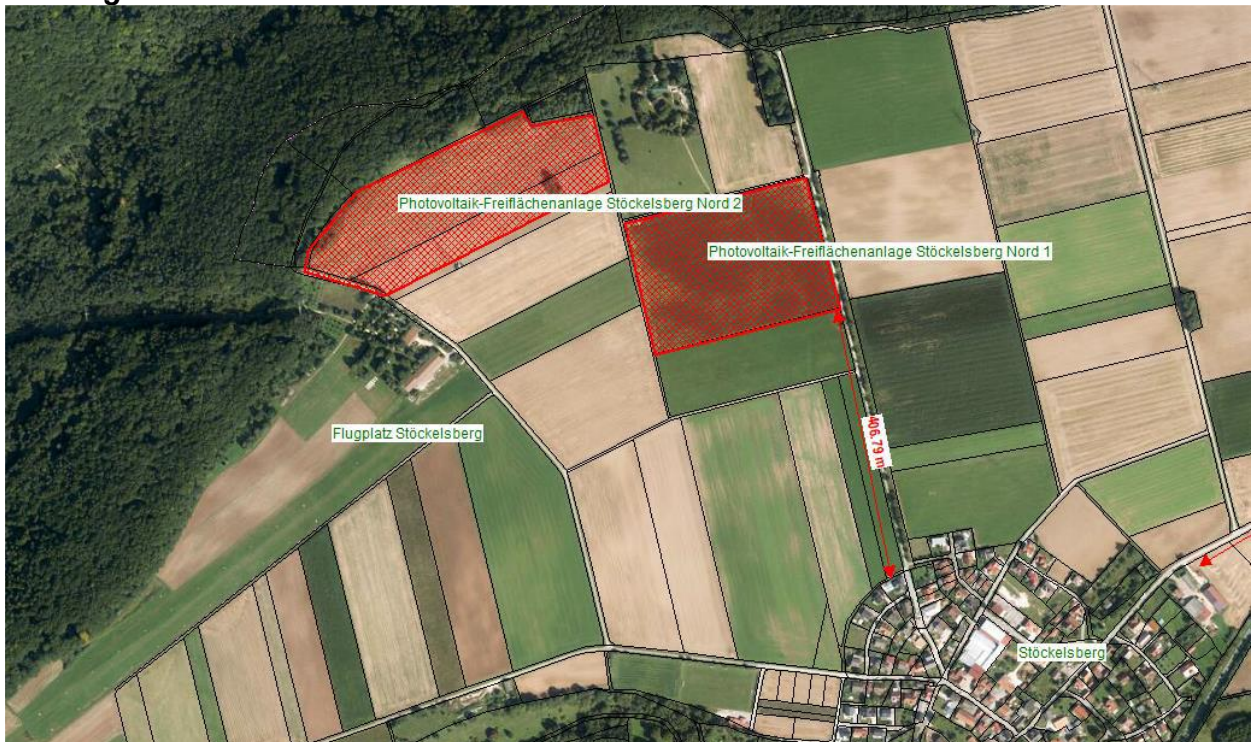 Photovoltaik-Freiflächenanlage Stöckelsberg Nord 2
Photovoltaik-Freiflächenanlage Stöckelsberg Nord 1
406.79 m
Flugplatz Stöckelsberg
Stöckelsberg